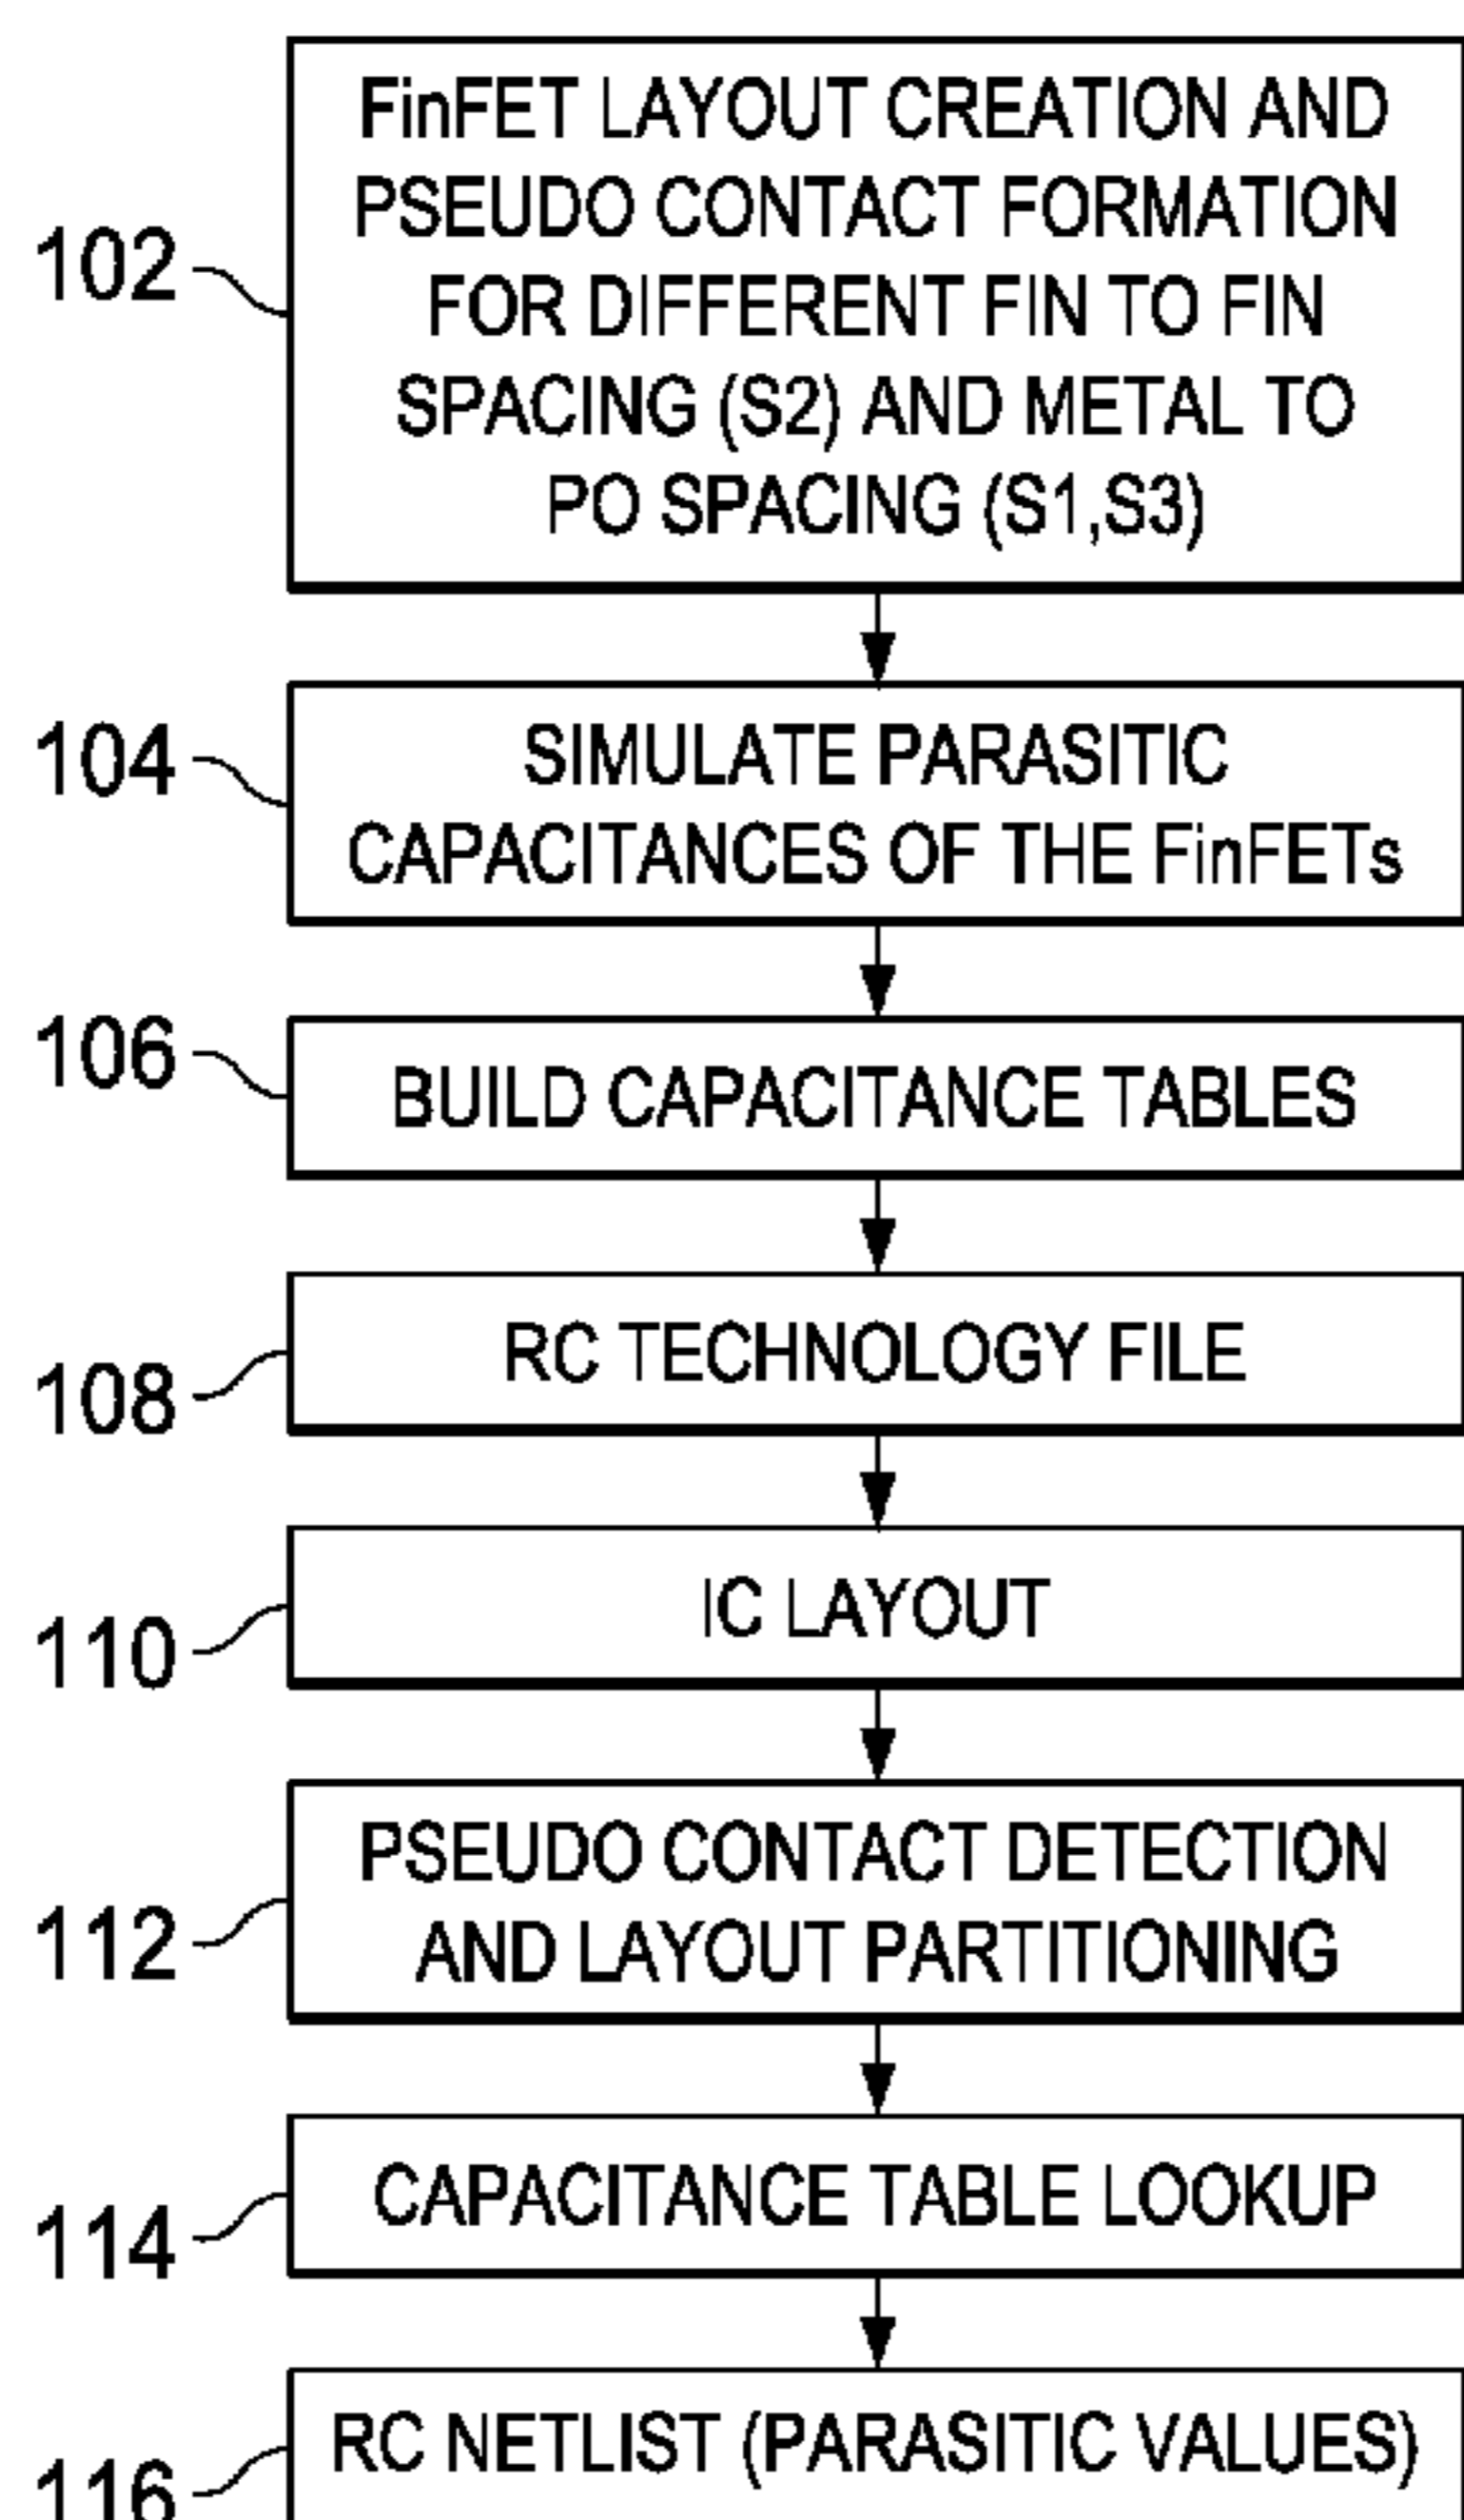 FinFET LAYOUT CREATION AND
PSEUDO CONTACT FORMATION
FOR DIFFERENT FIN TO FIN
SPACING (S2) AND METAL TO
PO SPACING (S1,S3)
102
SIMULATE PARASITIC
CAPACITANCES OF THE FinFETs
104
BUILD CAPACITANCE TABLES
106
RC TECHNOLOGY FILE
108
IC LAYOUT
110
PSEUDO CONTACT DETECTION
AND LAYOUT PARTITIONING
112
CAPACITANCE TABLE LOOKUP
114
RC NETLIST (PARASITIC VALUES)
116